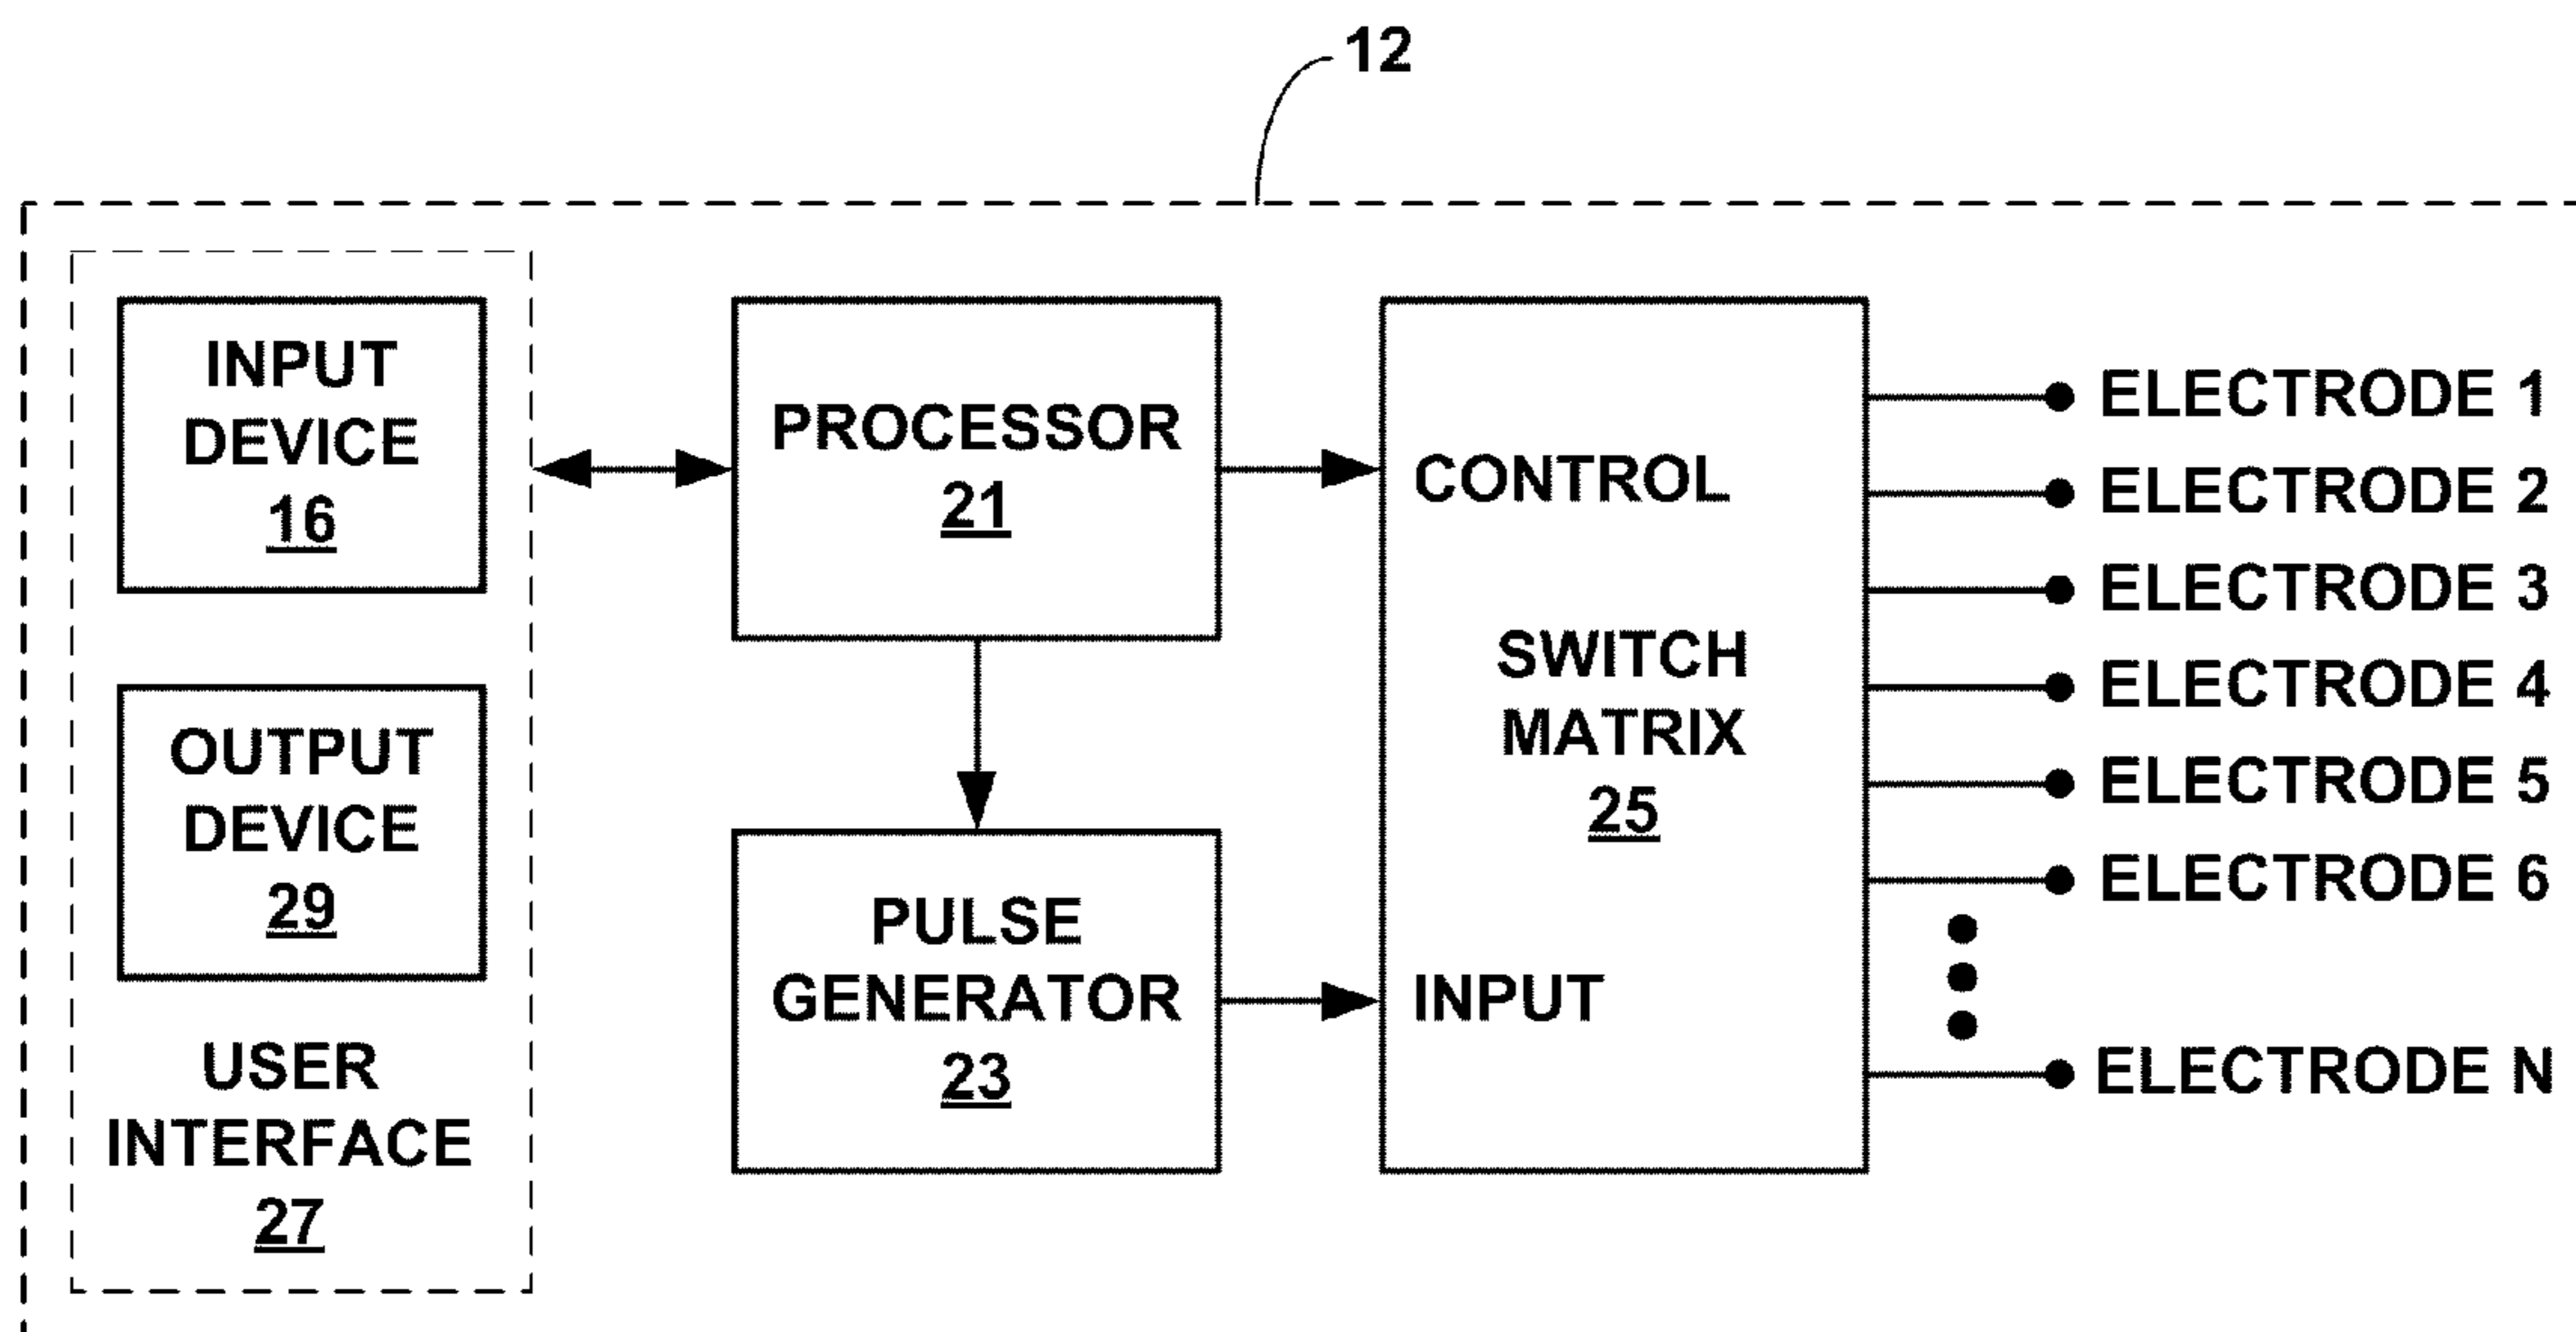 12
INPUT
DEVICE
16
OUTPUT
DEVICE
29
USER
INTERFACE
27
PROCESSOR
21
PULSE
GENERATOR
23
CONTROL
SWITCH
MATRIX
25
INPUT
ELECTRODE 1
ELECTRODE 2
ELECTRODE 3
ELECTRODE 4
ELECTRODE 5
ELECTRODE 6
ELECTRODE N